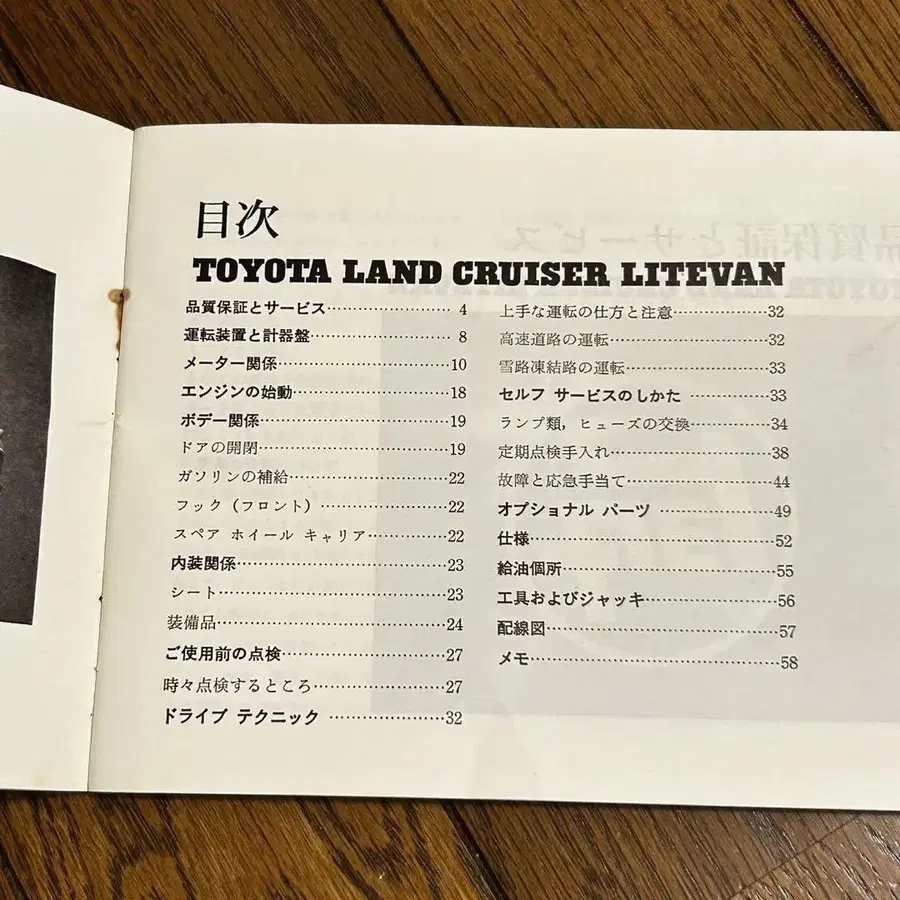 目次
TOYOTA LAND CRUISER LITEVAN
品質保証とサービス 4
運転装置と計器盤 8
メーター関係 10
エンジンの始動 18
ボデー関係 19
ドアの開閉 19
ガソリンの補給 22
フック（フロント） 22
スペア ホイール キャリア 22
内装関係 23
シート 23
装備品 24
ご使用前の点検 27
時々点検するところ 27
ドライブ テクニック 32
上手な運転の仕方と注意 32
高速道路の運転 32
雪路凍結路の運転 33
セルフ サービスのしかた 33
ランプ類，ヒューズの交換 34
定期点検手入れ 38
故障と応急手当て 44
オプショナル パーツ 49
仕様 52
給油個所 55
工具およびジャッキ 56
配線図 57
メモ 58